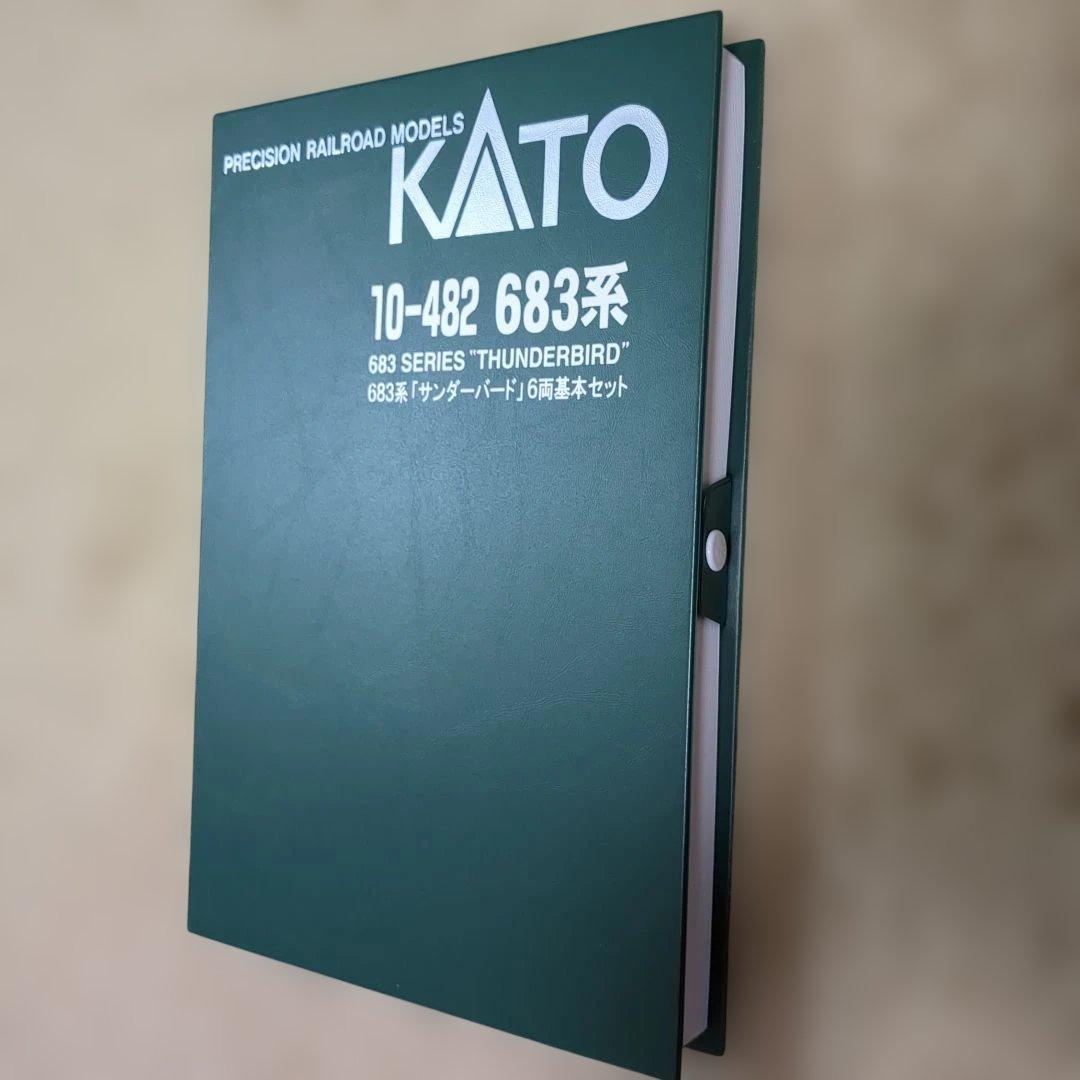 PRECISION RAILROAD MODELS
KATO
10-482 683系
683 SERIES "THUNDERBIRD"
683系「サンダーバード」6両基本セット